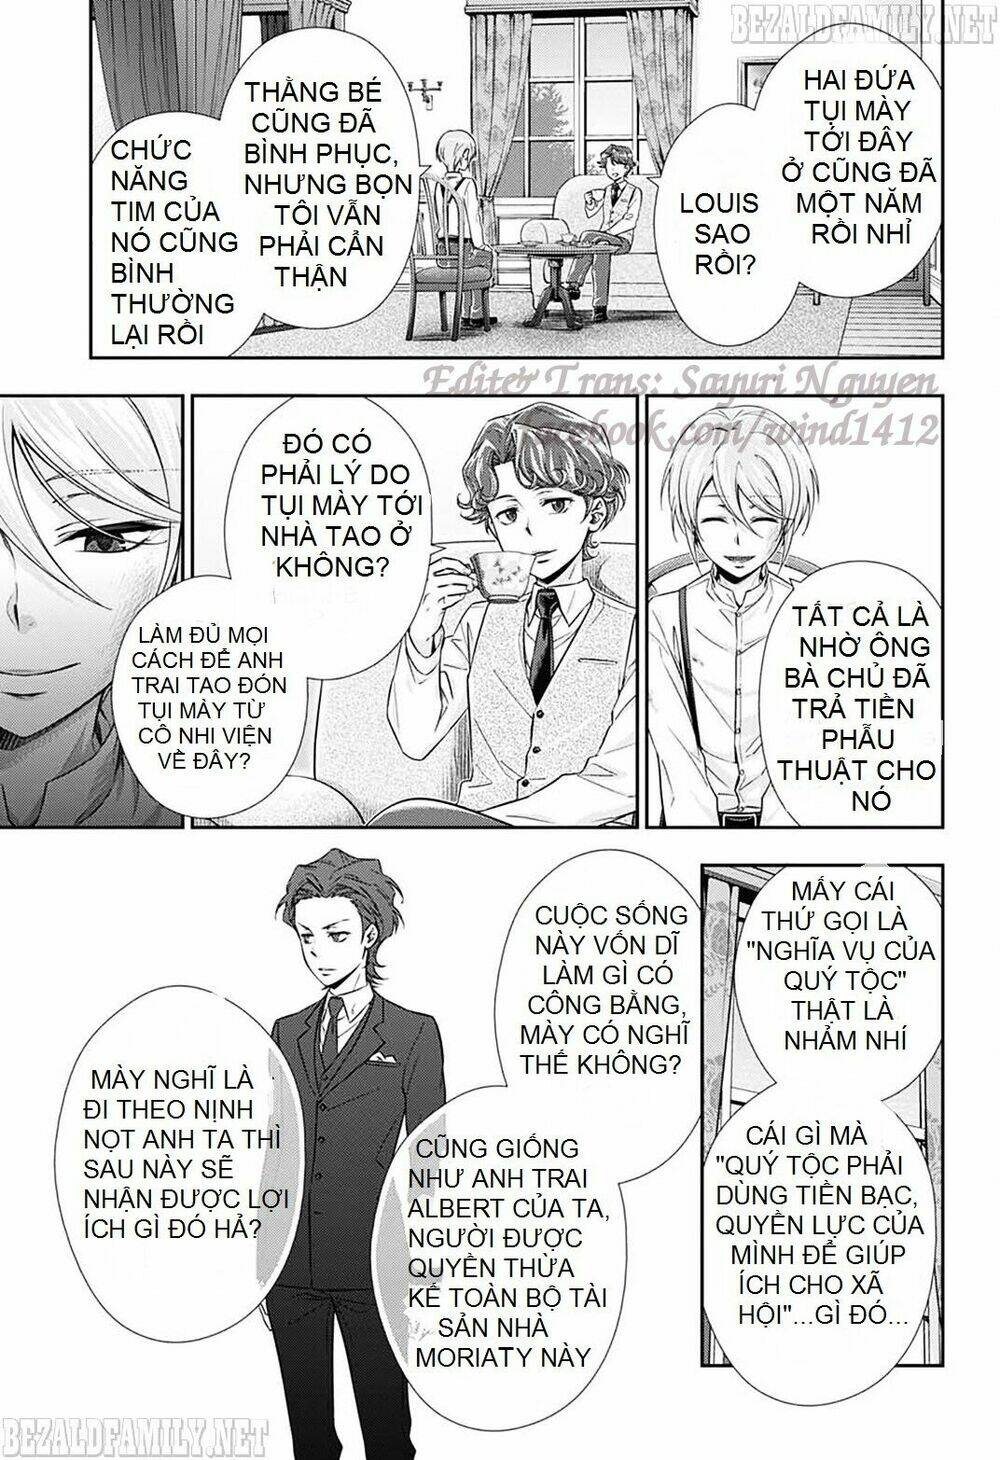 BEZALDFAMILY.NET
HAI ĐỨA
TỤI MÀY
TỚI ĐÂY
Ở CŨNG ĐÃ
MỘT NĂM
RỒI NHỈ
LOUIS
SAO
RỒI?
THẰNG BÉ
CŨNG ĐÃ
BÌNH PHỤC,
NHƯNG BỌN
TÔI VẪN
PHẢI CẨN
THẬN
CHỨC
NĂNG
TIM CỦA
NÓ CŨNG
BÌNH
THƯỜNG
LẠI RỒI
Edit & Trans: Sayuri Nguyen
facebook.com/wind1412
TẤT CẢ LÀ
NHỜ ÔNG
BÀ CHỦ ĐÃ
TRẢ TIỀN
PHẪU
THUẬT CHO
NÓ
ĐÓ CÓ
PHẢI LÝ DO
TỤI MÀY TỚI
NHÀ TAO Ở
KHÔNG?
LÀM ĐỦ MỌI
CÁCH ĐỂ ANH
TRAI TAO ĐÓN
TỤI MÀY TỪ
CÔ NHI VIỆN
VỀ ĐÂY?
MẤY CÁI
THỨ GỌI LÀ
"NGHĨA VỤ CỦA
QUÝ TỘC"
THẬT LÀ
NHẢM NHÍ
CÁI GÌ MÀ
"QUÝ TỘC PHẢI
DÙNG TIỀN BẠC,
QUYỀN LỰC CỦA
MÌNH ĐỂ GIÚP
ÍCH CHO XÃ
HỘI"...GÌ ĐÓ...
CUỘC SỐNG
NÀY VỐN DĨ
LÀM GÌ CÓ
CÔNG BẰNG,
MÀY CÓ NGHĨ
THẾ KHÔNG?
CŨNG GIỐNG
NHƯ ANH TRAI
ALBERT CỦA TA,
NGƯỜI ĐƯỢC
QUYỀN THỪA
KẾ TOÀN BỘ TÀI
SẢN NHÀ
MORIATY NÀY
MÀY NGHĨ LÀ
ĐI THEO NỊNH
NỌT ANH TA THÌ
SAU NÀY SẼ
NHẬN ĐƯỢC LỢI
ÍCH GÌ ĐÓ HẢ?
BEZALDFAMILY.NET